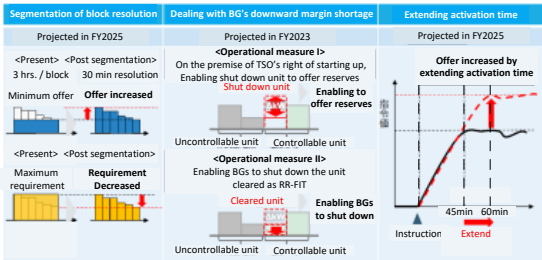 Segmentation of block resolution
Projected in FY2025
<Present> <Post segmentation>
3 hrs. / block 30 min resolution
Minimum offer Offer increased
<Present> <Post segmentation>
Maximum requirement Requirement Decreased
Dealing with BG's downward margin shortage
Projected in FY2023
<Operational measure I>
On the premise of TSO's right of starting up,
Enabling shut down unit to offer reserves
Shut down unit
Enabling to
offer reserves
Uncontrollable unit Controllable unit
<Operational measure II>
Enabling BGs to shut down the unit
cleared as RR-FIT
Cleared unit
Enabling BGs
to shut down
ΔkW
Uncontrollable unit Controllable unit
Extending activation time
Projected in FY2025
Offer increased by
extending activation time
指令値
45min 60min
Instruction Extend